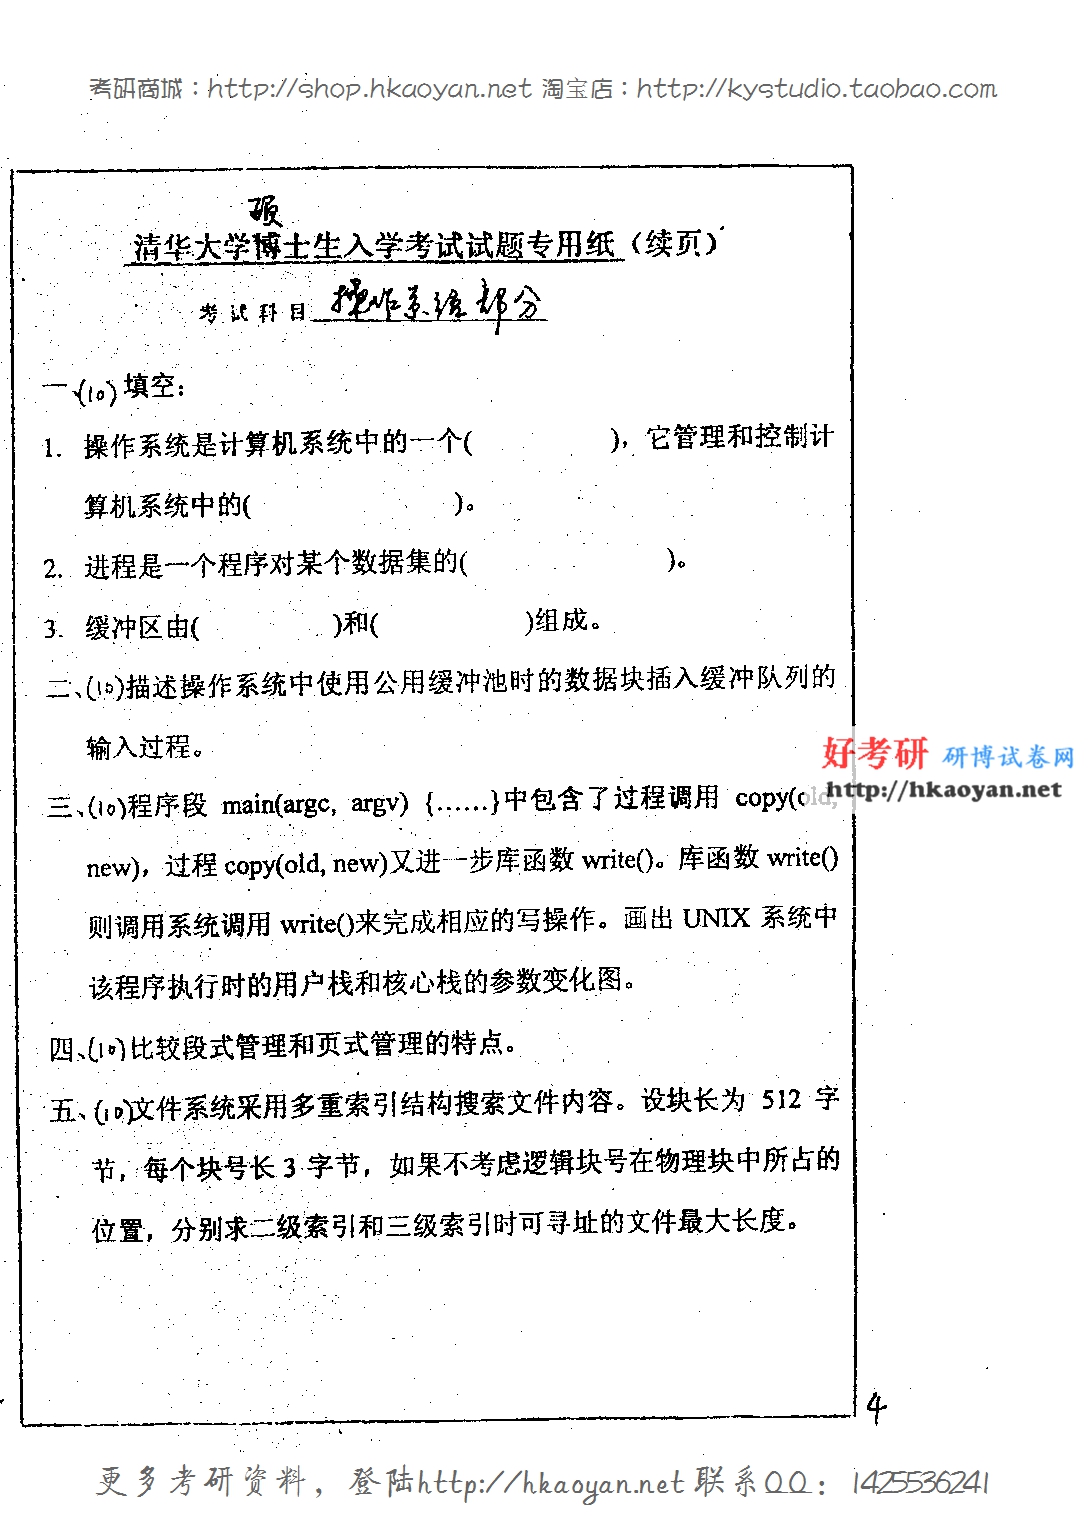 考研商城：http://shop.hkaoyan.net 淘宝店：http://kystudio.taobao.com
硕
清华大学博士生入学考试试题专用纸（续页）
考试科目 操作系统部分
一、(10) 填空:
1. 操作系统是计算机系统中的一个( )，它管理和控制计
算机系统中的( )。
2. 进程是一个程序对某个数据集的( )。
3. 缓冲区由( )和( )组成。
二、(10)描述操作系统中使用公用缓冲池时的数据块插入缓冲队列的
输入过程。
好考研 研博试卷网
http://hkaoyan.net
三、(10)程序段 main(argc, argv) {……}中包含了过程调用 copy(old,
new)，过程 copy(old, new)又进一步库函数 write()。库函数 write()
则调用系统调用 write()来完成相应的写操作。画出 UNIX 系统中
该程序执行时的用户栈和核心栈的参数变化图。
四、(10)比较段式管理和页式管理的特点。
五、(10)文件系统采用多重索引结构搜索文件内容。设块长为 512 字
节，每个块号长 3 字节，如果不考虑逻辑块号在物理块中所占的
位置，分别求二级索引和三级索引时可寻址的文件最大长度。
4
更多考研资料，登陆http://hkaoyan.net 联系QQ：1425536241